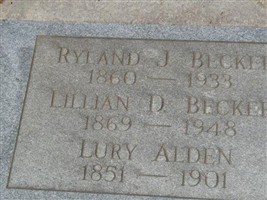 RYLAND J. BECKE
1860 — 1933
LILLIAN D. BECKE
1869 — 1948
LURY ALDEN
1851 — 1901